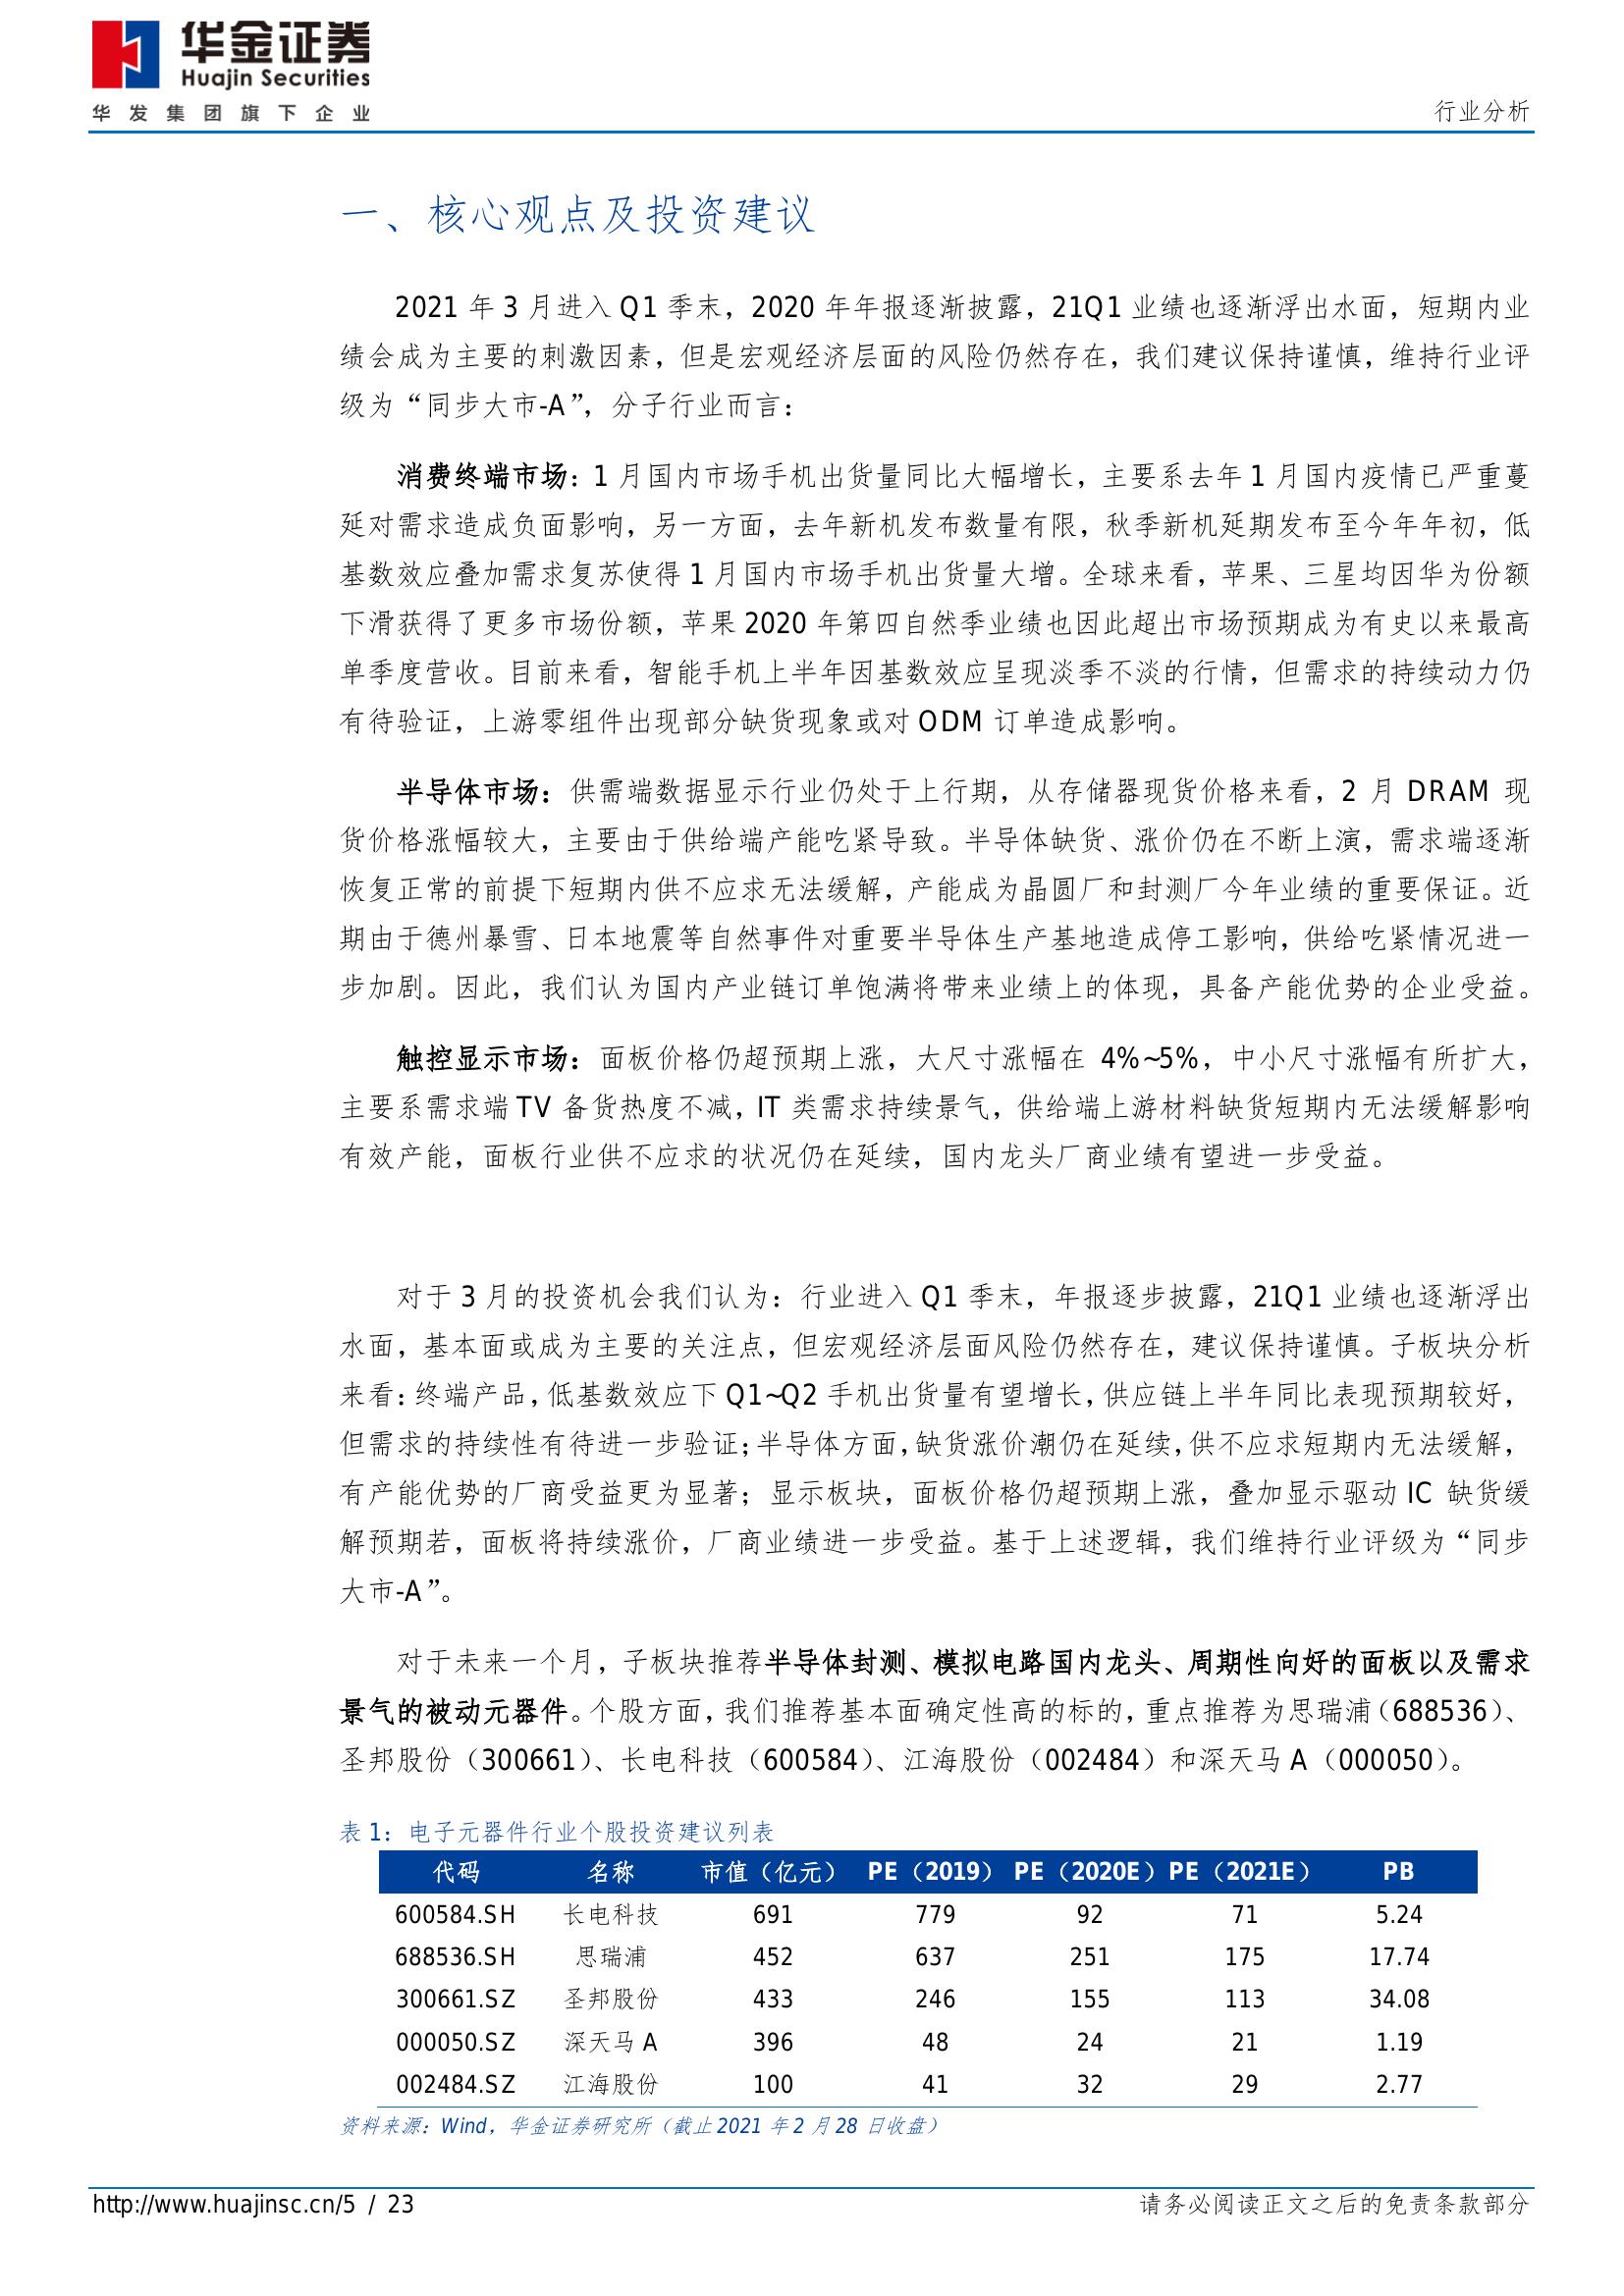 华金证券
Huajin Securities
华发集团旗下企业
行业分析
一、核心观点及投资建议
2021 年 3 月进入 Q1 季末，2020 年年报逐渐披露，21Q1 业绩也逐渐浮出水面，短期内业
绩会成为主要的刺激因素，但是宏观经济层面的风险仍然存在，我们建议保持谨慎，维持行业评
级为“同步大市-A”，分子行业而言：
消费终端市场：1 月国内市场手机出货量同比大幅增长，主要系去年 1 月国内疫情已严重蔓
延对需求造成负面影响，另一方面，去年新机发布数量有限，秋季新机延期发布至今年年初，低
基数效应叠加需求复苏使得 1 月国内市场手机出货量大增。全球来看，苹果、三星均因华为份额
下滑获得了更多市场份额，苹果 2020 年第四自然季业绩也因此超出市场预期成为有史以来最高
单季度营收。目前来看，智能手机上半年因基数效应呈现淡季不淡的行情，但需求的持续动力仍
有待验证，上游零组件出现部分缺货现象或对 ODM 订单造成影响。
半导体市场：供需端数据显示行业仍处于上行期，从存储器现货价格来看，2 月 DRAM 现
货价格涨幅较大，主要由于供给端产能吃紧导致。半导体缺货、涨价仍在不断上演，需求端逐渐
恢复正常的前提下短期内供不应求无法缓解，产能成为晶圆厂和封测厂今年业绩的重要保证。近
期由于德州暴雪、日本地震等自然事件对重要半导体生产基地造成停工影响，供给吃紧情况进一
步加剧。因此，我们认为国内产业链订单饱满将带来业绩上的体现，具备产能优势的企业受益。
触控显示市场：面板价格仍超预期上涨，大尺寸涨幅在 4%~5%，中小尺寸涨幅有所扩大，
主要系需求端 TV 备货热度不减，IT 类需求持续景气，供给端上游材料缺货短期内无法缓解影响
有效产能，面板行业供不应求的状况仍在延续，国内龙头厂商业绩有望进一步受益。
对于 3 月的投资机会我们认为：行业进入 Q1 季末，年报逐步披露，21Q1 业绩也逐渐浮出
水面，基本面或成为主要的关注点，但宏观经济层面风险仍然存在，建议保持谨慎。子板块分析
来看：终端产品，低基数效应下 Q1~Q2 手机出货量有望增长，供应链上半年同比表现预期较好，
但需求的持续性有待进一步验证；半导体方面，缺货涨价潮仍在延续，供不应求短期内无法缓解，
有产能优势的厂商受益更为显著；显示板块，面板价格仍超预期上涨，叠加显示驱动 IC 缺货缓
解预期若，面板将持续涨价，厂商业绩进一步受益。基于上述逻辑，我们维持行业评级为“同步
大市-A”。
对于未来一个月，子板块推荐半导体封测、模拟电路国内龙头、周期性向好的面板以及需求
景气的被动元器件。个股方面，我们推荐基本面确定性高的标的，重点推荐为思瑞浦（688536）、
圣邦股份（300661）、长电科技（600584）、江海股份（002484）和深天马 A（000050）。
表 1：电子元器件行业个股投资建议列表
代码 名称 市值（亿元） PE（2019） PE（2020E） PE（2021E） PB
600584.SH 长电科技 691 779 92 71 5.24
688536.SH 思瑞浦 452 637 251 175 17.74
300661.SZ 圣邦股份 433 246 155 113 34.08
000050.SZ 深天马 A 396 48 24 21 1.19
002484.SZ 江海股份 100 41 32 29 2.77
资料来源：Wind，华金证券研究所（截止 2021 年 2 月 28 日收盘）
http://www.huajinsc.cn/5 / 23
请务必阅读正文之后的免责条款部分